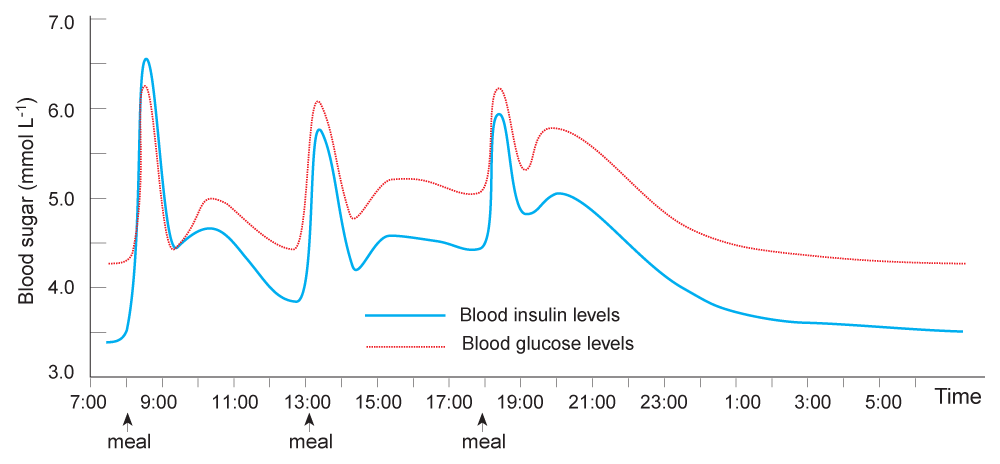 7.0
6.0
5.0
4.0
3.0
Blood sugar (mmol L-1)
Blood insulin levels
Blood glucose levels
7:00 9:00 11:00 13:00 15:00 17:00 19:00 21:00 23:00 1:00 3:00 5:00 Time
meal meal meal